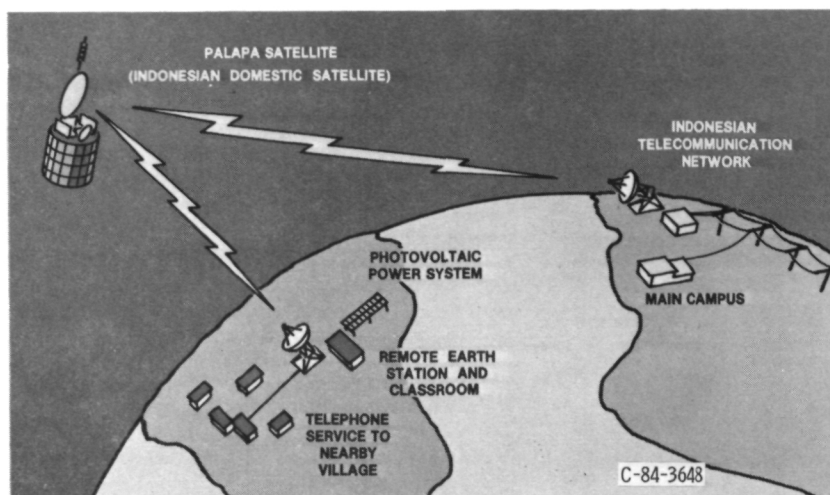 PALAPA SATELLITE
(INDONESIAN DOMESTIC SATELLITE)
INDONESIAN
TELECOMMUNICATION
NETWORK
PHOTOVOLTAIC
POWER SYSTEM
MAIN CAMPUS
REMOTE EARTH
STATION AND
CLASSROOM
TELEPHONE
SERVICE TO
NEARBY
VILLAGE
C-84-3648